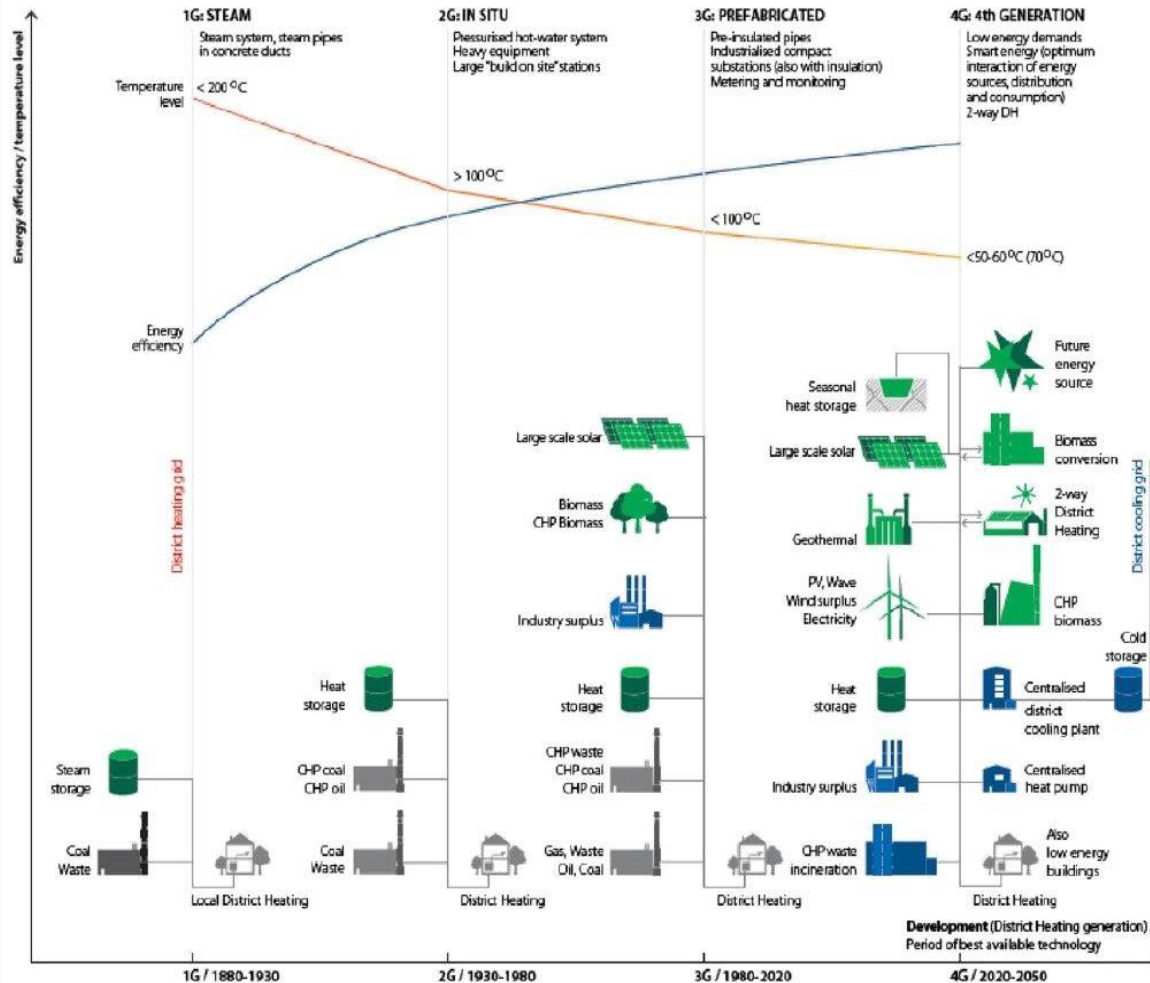 1G: STEAM
Steam system, steam pipes
in concrete ducts
2G: IN SITU
Pressurised hot-water system
Heavy equipment
Large "build on site" stations
3G: PREFABRICATED
Pre-insulated pipes
Industrialised compact
substations (also with insulation)
Metering and monitoring
4G: 4th GENERATION
Low energy demands
Smart energy (optimum
interaction of energy
sources, distribution
and consumption)
2-way DH
Energy efficiency / temperature level
Temperature
level
< 200 °C
> 100 °C
< 100 °C
<50-60 °C (70 °C)
Energy
efficiency
District heating grid
Steam
storage
Coal
Waste
Local District Heating
Heat
storage
CHP coal
CHP oil
Coal
Waste
District Heating
Large scale solar
Biomass
CHP Biomass
Industry surplus
Heat
storage
CHP waste
CHP coal
CHP oil
Gas, Waste
Oil, Coal
District Heating
Seasonal
heat storage
Large scale solar
Geothermal
PV, Wave
Wind surplus
Electricity
Heat
storage
Industry surplus
CHP waste
incineration
Future
energy
source
Biomass
conversion
2-way
District
Heating
CHP
biomass
Centralised
district
cooling plant
Centralised
heat pump
Also
low energy
buildings
District Heating
Cold
storage
District cooling grid
Development (District Heating generation)
Period of best available technology
1G / 1880-1930
2G / 1930-1980
3G / 1980-2020
4G / 2020-2050